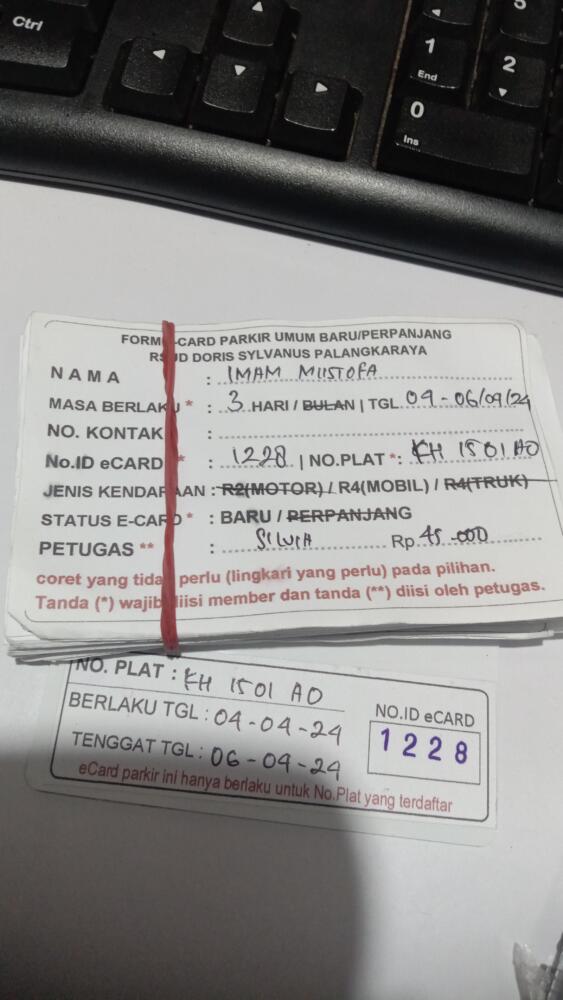 Ctrl
1
End
2
0
Ins
FORM E-CARD PARKIR UMUM BARU/PERPANJANG
RSUD DORIS SYLVANUS PALANGKARAYA
NAMA : IMAM MUSTOFA
MASA BERLAKU * : 3 HARI / BULAN | TGL 04 - 06/04/24
NO. KONTAK :
No.ID eCARD * : 1228 | NO.PLAT *: KH 1501 AO
JENIS KENDARAAN : R2(MOTOR) / R4(MOBIL) / R4(TRUK)
STATUS E-CARD * : BARU / PERPANJANG
PETUGAS ** : SILVIA Rp 45.000
coret yang tidak perlu (lingkari yang perlu) pada pilihan.
Tanda (*) wajib diisi member dan tanda (**) diisi oleh petugas.
NO. PLAT : KH 1501 AO
BERLAKU TGL : 04-04-24
TENGGAT TGL : 06-04-24
NO.ID eCARD
1228
eCard parkir ini hanya berlaku untuk No.Plat yang terdaftar